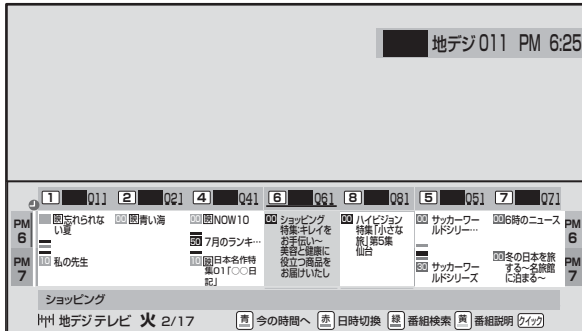 地デジ 011 PM 6:25
1 011 2 021 4 041 6 061 8 081 5 051 7 071
PM
6
PM
7
映 忘れられな
い夏
10 私の先生
00 映 青い海
00 映 NOW10
50 7月のランキ…
10 映 日本名作特
集01「○○日
記」
00 ショッピング
特集:キレイを
お手伝い~
美容と健康に
役立つ商品を
お届けいたし
00 ハイビジョン
特集「小さな
旅」第5集
仙台
00 サッカーワー
ルドシリー…
30 サッカーワー
ルドシリーズ
00 6時のニュース
00 冬の日本を旅
する~名旅館
に泊まる~
PM
6
PM
7
ショッピング
地デジテレビ 火 2/17 青 今の時間へ 赤 日時切換 緑 番組検索 黄 番組説明 クイック